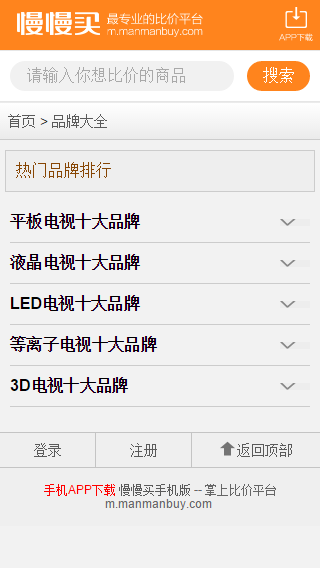 慢慢买 最专业的比价平台
m.manmanbuy.com
APP下载
请输入你想比价的商品 搜索
首页 > 品牌大全
热门品牌排行
平板电视十大品牌
液晶电视十大品牌
LED电视十大品牌
等离子电视十大品牌
3D电视十大品牌
登录 注册 返回顶部
手机APP下载 慢慢买手机版 -- 掌上比价平台
m.manmanbuy.com